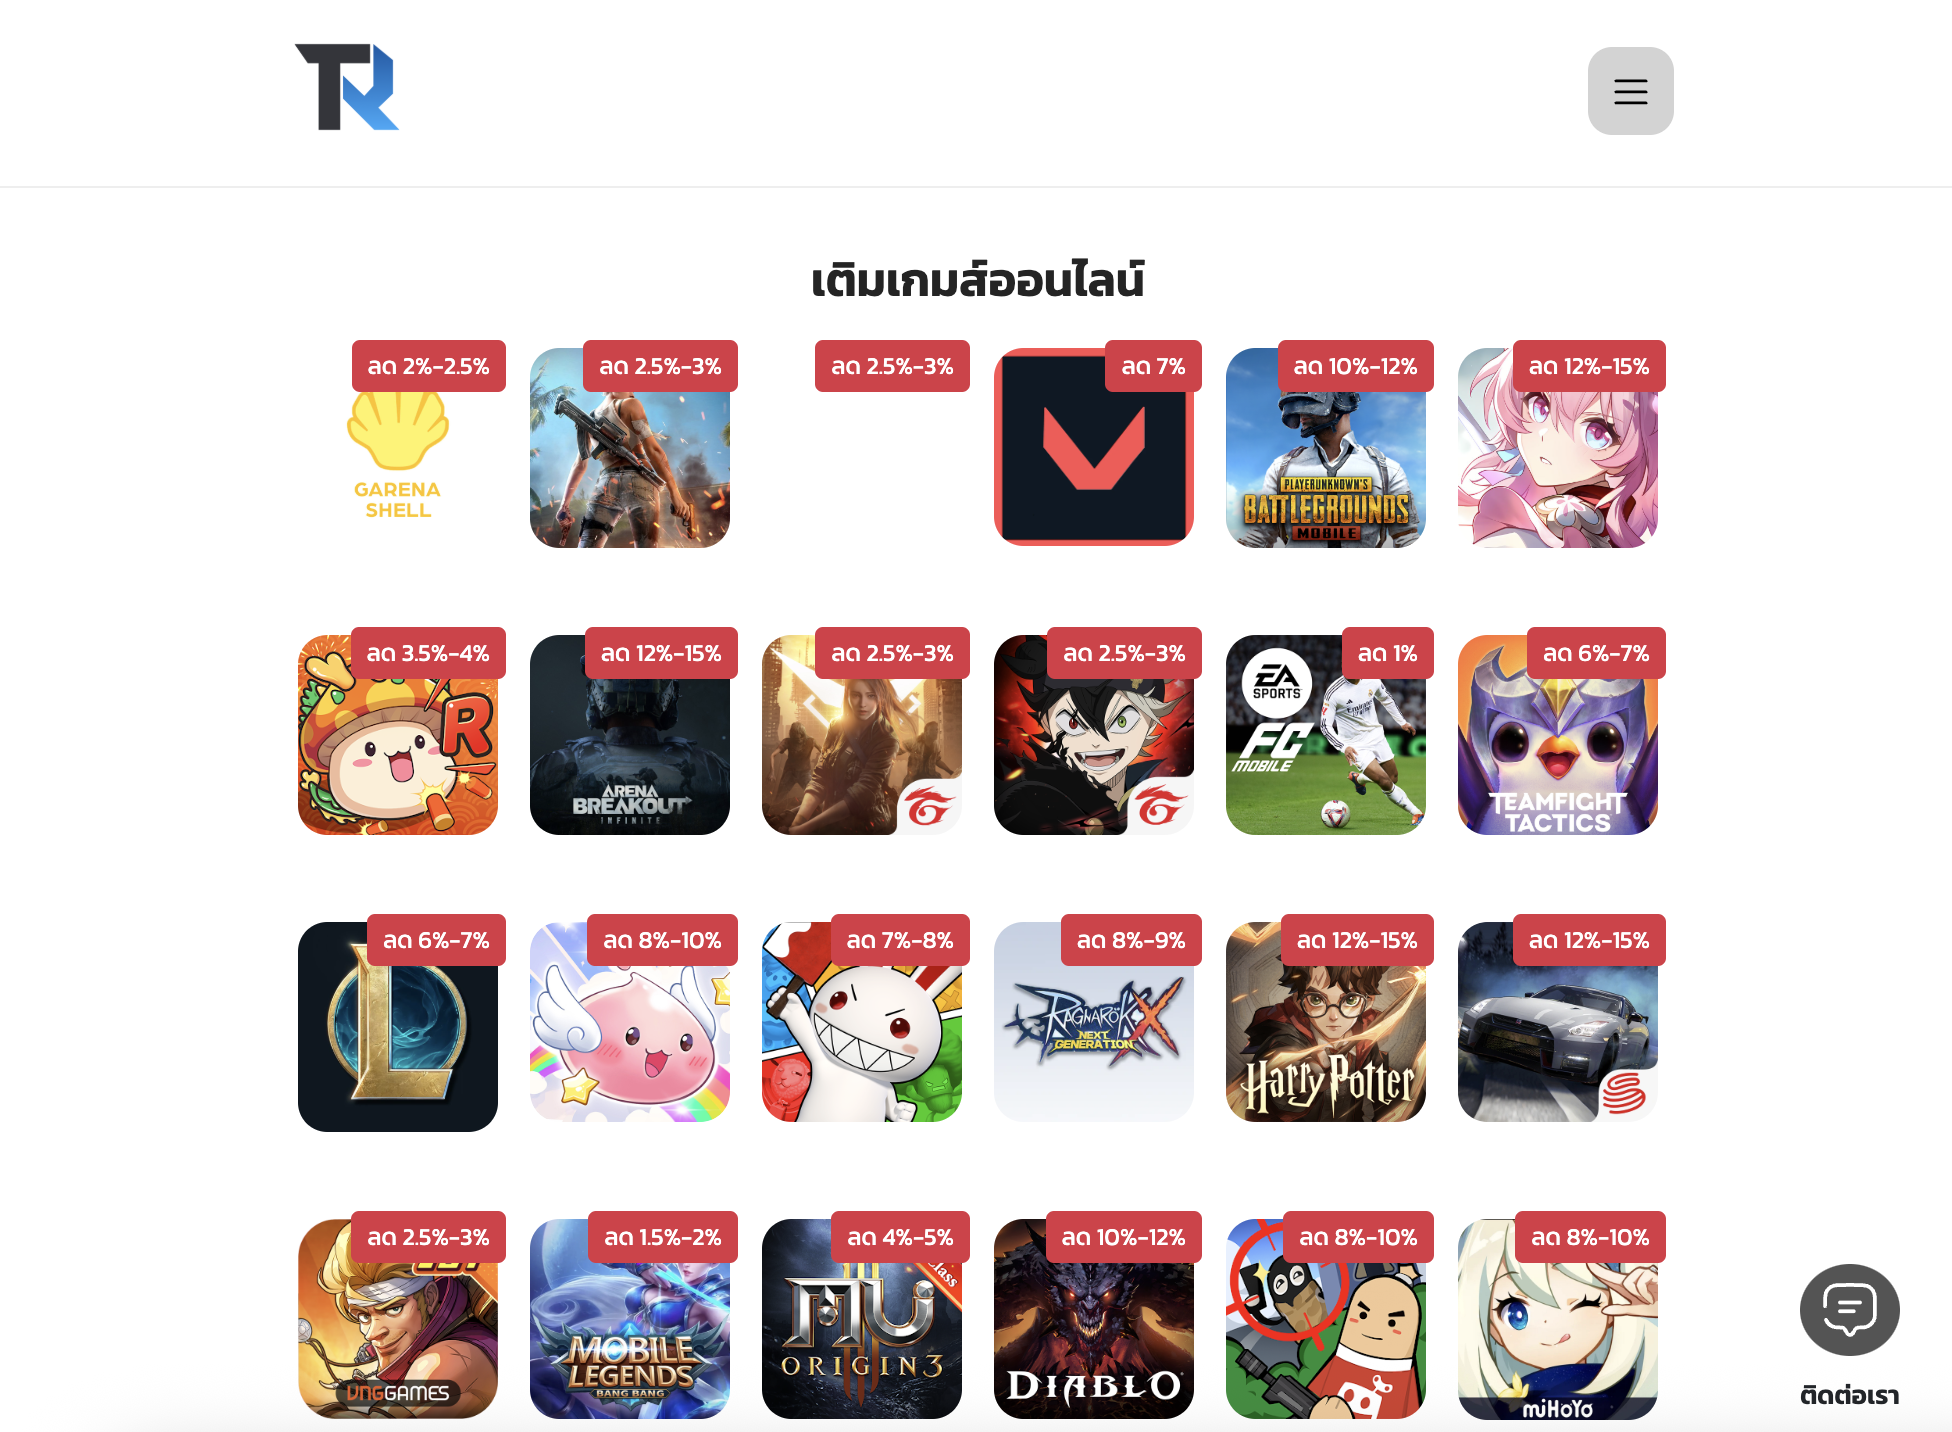 TR
เติมเกมส์ออนไลน์
ลด 2%-2.5%
ลด 2.5%-3%
ลด 2.5%-3%
ลด 7%
ลด 10%-12%
ลด 12%-15%
GARENA
SHELL
PLAYERUNKNOWN'S
BATTLEGROUNDS
MOBILE
ลด 3.5%-4%
ลด 12%-15%
ลด 2.5%-3%
ลด 2.5%-3%
ลด 1%
ลด 6%-7%
R
ARENA
BREAKOUT
INFINITE
EA
SPORTS
FC
MOBILE
TEAMFIGHT
TACTICS
ลด 6%-7%
ลด 8%-10%
ลด 7%-8%
ลด 8%-9%
ลด 12%-15%
ลด 12%-15%
L
RAGNARÖK X
NEXT
GENERATION
Harry Potter
ลด 2.5%-3%
ลด 1.5%-2%
ลด 4%-5%
ลด 10%-12%
ลด 8%-10%
ลด 8%-10%
VNGGAMES
MOBILE
LEGENDS
BANG BANG
Class
MU
ORIGIN 3
DIABLO
miHoYo
ติดต่อเรา